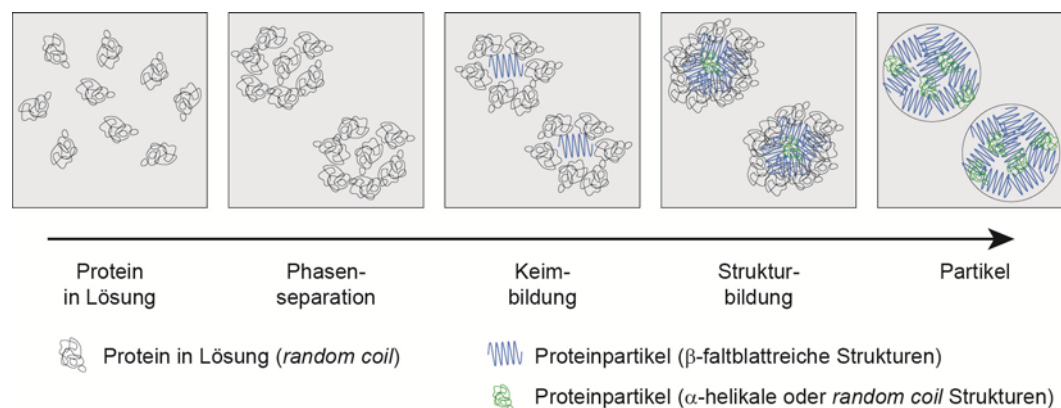 Protein
in Lösung
Phasen-
separation
Keim-
bildung
Struktur-
bildung
Partikel
Protein in Lösung (random coil)
Proteinpartikel (β-faltblattreiche Strukturen)
Proteinpartikel (α-helikale oder random coil Strukturen)